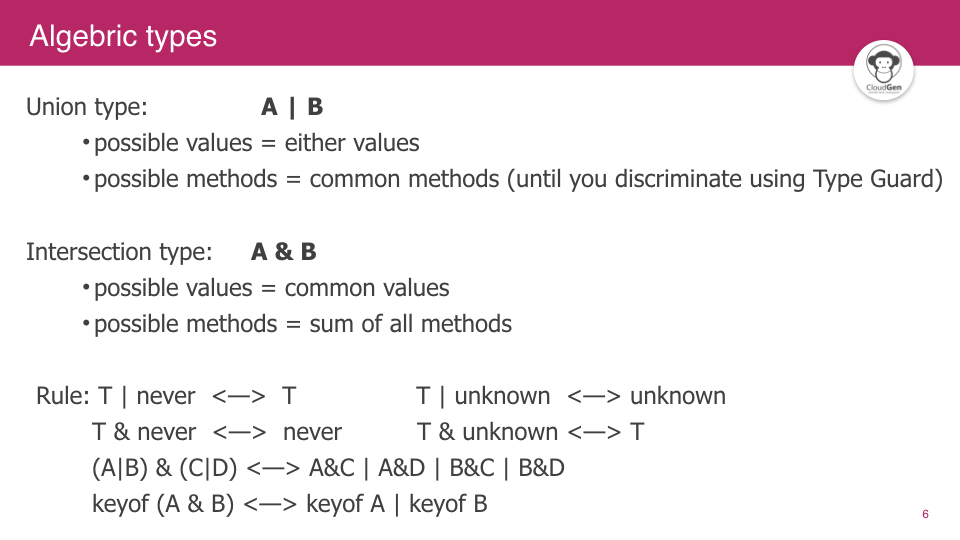 Algebric types
CloudGen
Union type: A | B
•possible values = either values
•possible methods = common methods (until you discriminate using Type Guard)
Intersection type: A & B
•possible values = common values
•possible methods = sum of all methods
Rule: T | never <—> T T | unknown <—> unknown
T & never <—> never T & unknown <—> T
(A|B) & (C|D) <—> A&C | A&D | B&C | B&D
keyof (A & B) <—> keyof A | keyof B
6